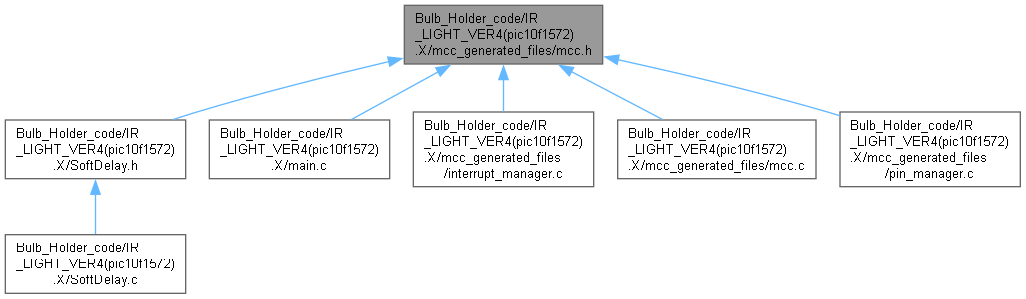 Bulb_Holder_code/IR
_LIGHT_VER4(pic10f1572)
.X/mcc_generated_files/mcc.h
Bulb_Holder_code/IR
_LIGHT_VER4(pic10f1572)
.X/SoftDelay.h
Bulb_Holder_code/IR
_LIGHT_VER4(pic10f1572)
.X/main.c
Bulb_Holder_code/IR
_LIGHT_VER4(pic10f1572)
.X/mcc_generated_files
/interrupt_manager.c
Bulb_Holder_code/IR
_LIGHT_VER4(pic10f1572)
.X/mcc_generated_files/mcc.c
Bulb_Holder_code/IR
_LIGHT_VER4(pic10f1572)
.X/mcc_generated_files
/pin_manager.c
Bulb_Holder_code/IR
_LIGHT_VER4(pic10f1572)
.X/SoftDelay.c